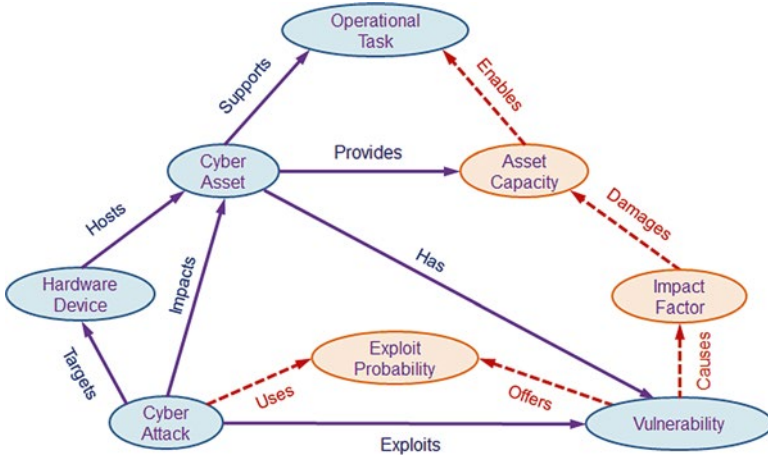 Operational
Task
Supports
Enables
Cyber
Asset
Provides
Asset
Capacity
Hosts
Impacts
Has
Damages
Hardware
Device
Impact
Factor
Targets
Exploit
Probability
Causes
Uses
Offers
Cyber
Attack
Exploits
Vulnerability